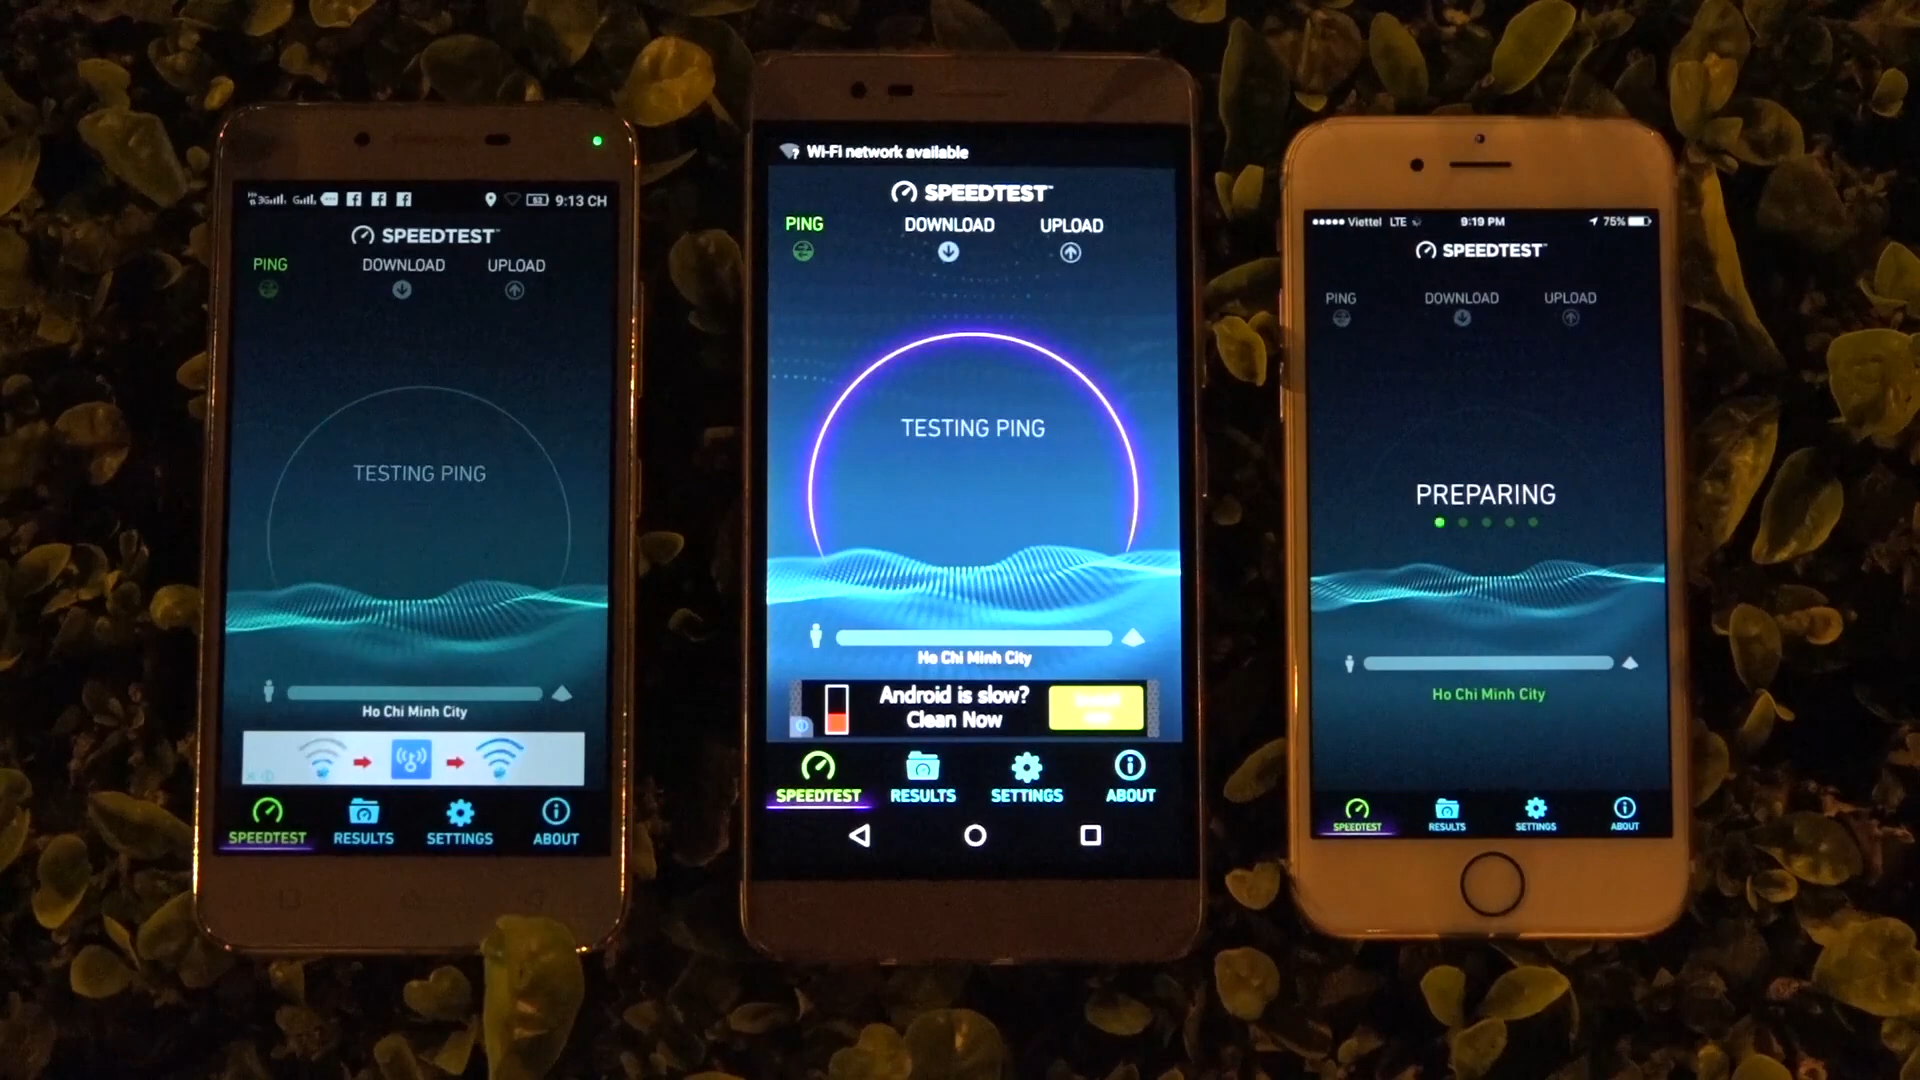 3G G 52 9:13 CH
SPEEDTEST
PING DOWNLOAD UPLOAD
TESTING PING
Ho Chi Minh City
SPEEDTEST RESULTS SETTINGS ABOUT
Wi-Fi network available
SPEEDTEST
PING DOWNLOAD UPLOAD
TESTING PING
Ho Chi Minh City
Android is slow?
Clean Now
SPEEDTEST RESULTS SETTINGS ABOUT
Viettel LTE 9:19 PM 75%
SPEEDTEST
PING DOWNLOAD UPLOAD
PREPARING
Ho Chi Minh City
SPEEDTEST RESULTS SETTINGS ABOUT